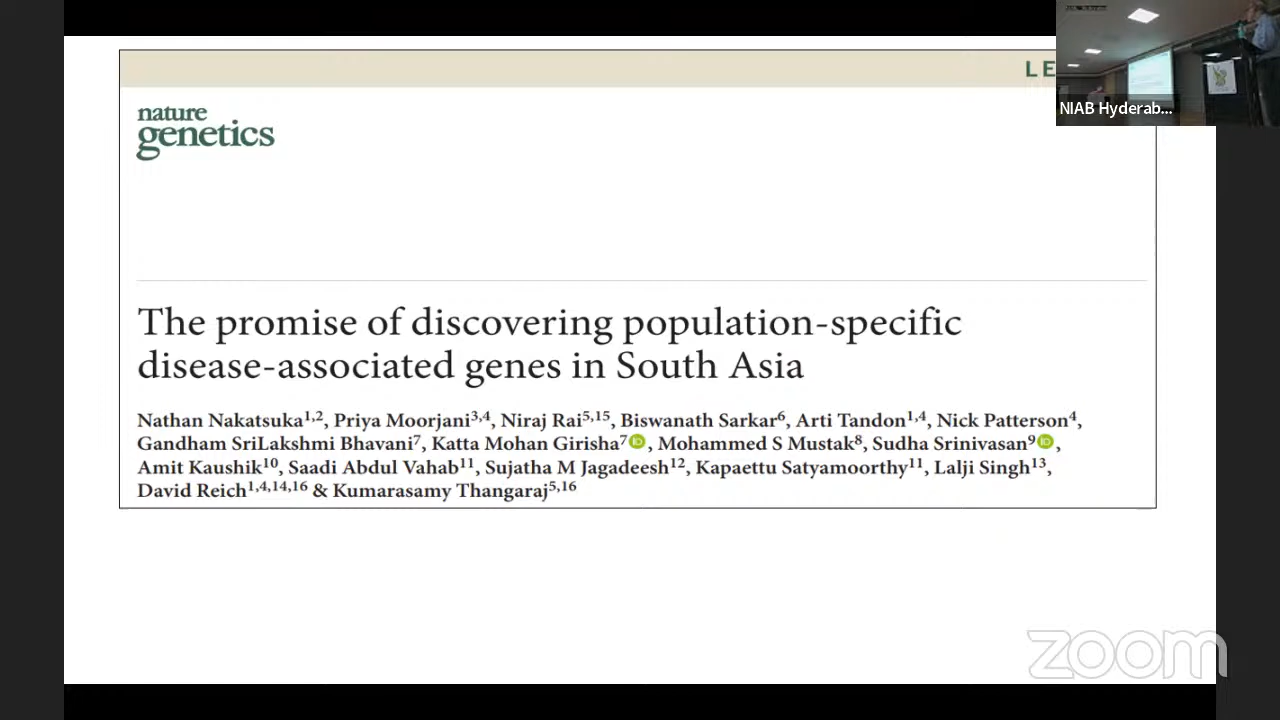 LE
NIAB Hyderab...
nature
genetics
The promise of discovering population-specific
disease-associated genes in South Asia
Nathan Nakatsuka1,2, Priya Moorjani3,4, Niraj Rai5,15, Biswanath Sarkar6, Arti Tandon1,4, Nick Patterson4,
Gandham SriLakshmi Bhavani7, Katta Mohan Girisha7 iD, Mohammed S Mustak8, Sudha Srinivasan9 iD,
Amit Kaushik10, Saadi Abdul Vahab11, Sujatha M Jagadeesh12, Kapaettu Satyamoorthy11, Lalji Singh13,
David Reich1,4,14,16 & Kumarasamy Thangaraj5,16
zoom